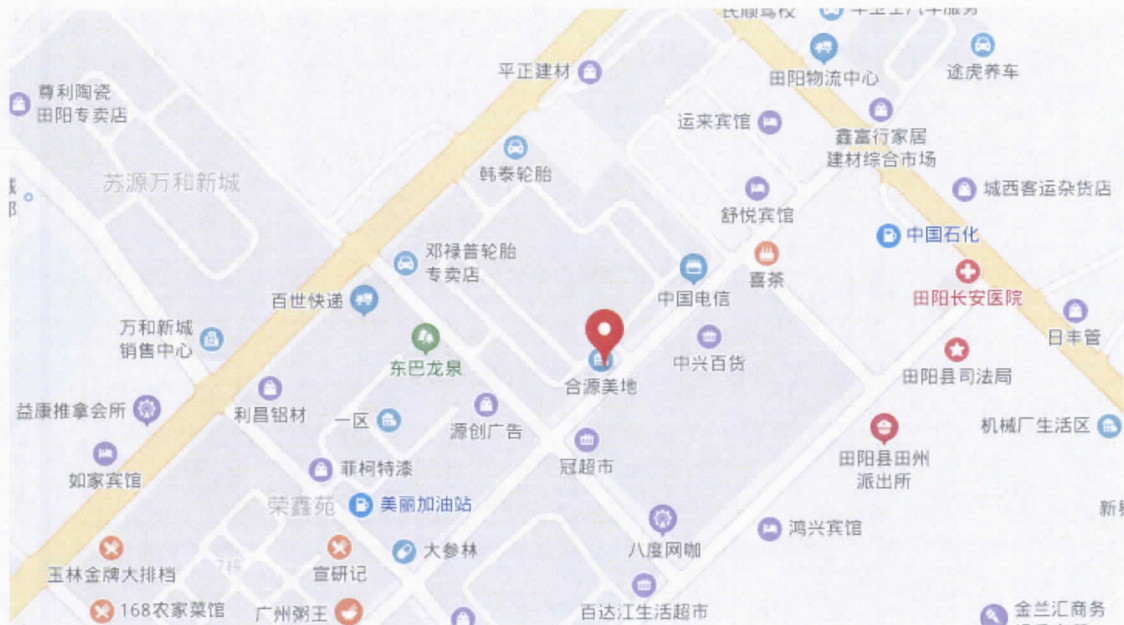 民顺驾校
平正建材
田阳物流中心
途虎养车
尊利陶瓷
田阳专卖店
运来宾馆
鑫富行家居
建材综合市场
韩泰轮胎
苏源万和新城
城西客运杂货店
舒悦宾馆
中国石化
邓禄普轮胎
专卖店
喜茶
中国电信
田阳长安医院
百世快递
万和新城
销售中心
日丰管
东巴龙泉
中兴百货
合源美地
田阳县司法局
益康推拿会所
利昌铝材
一区
源创广告
机械厂生活区
如家宾馆
菲柯特漆
冠超市
田阳县田州
派出所
荣鑫苑
美丽加油站
鸿兴宾馆
八度网咖
大参林
玉林金牌大排档
宣研记
7栋
168农家菜馆
广州粥王
百达江生活超市
金兰汇商务